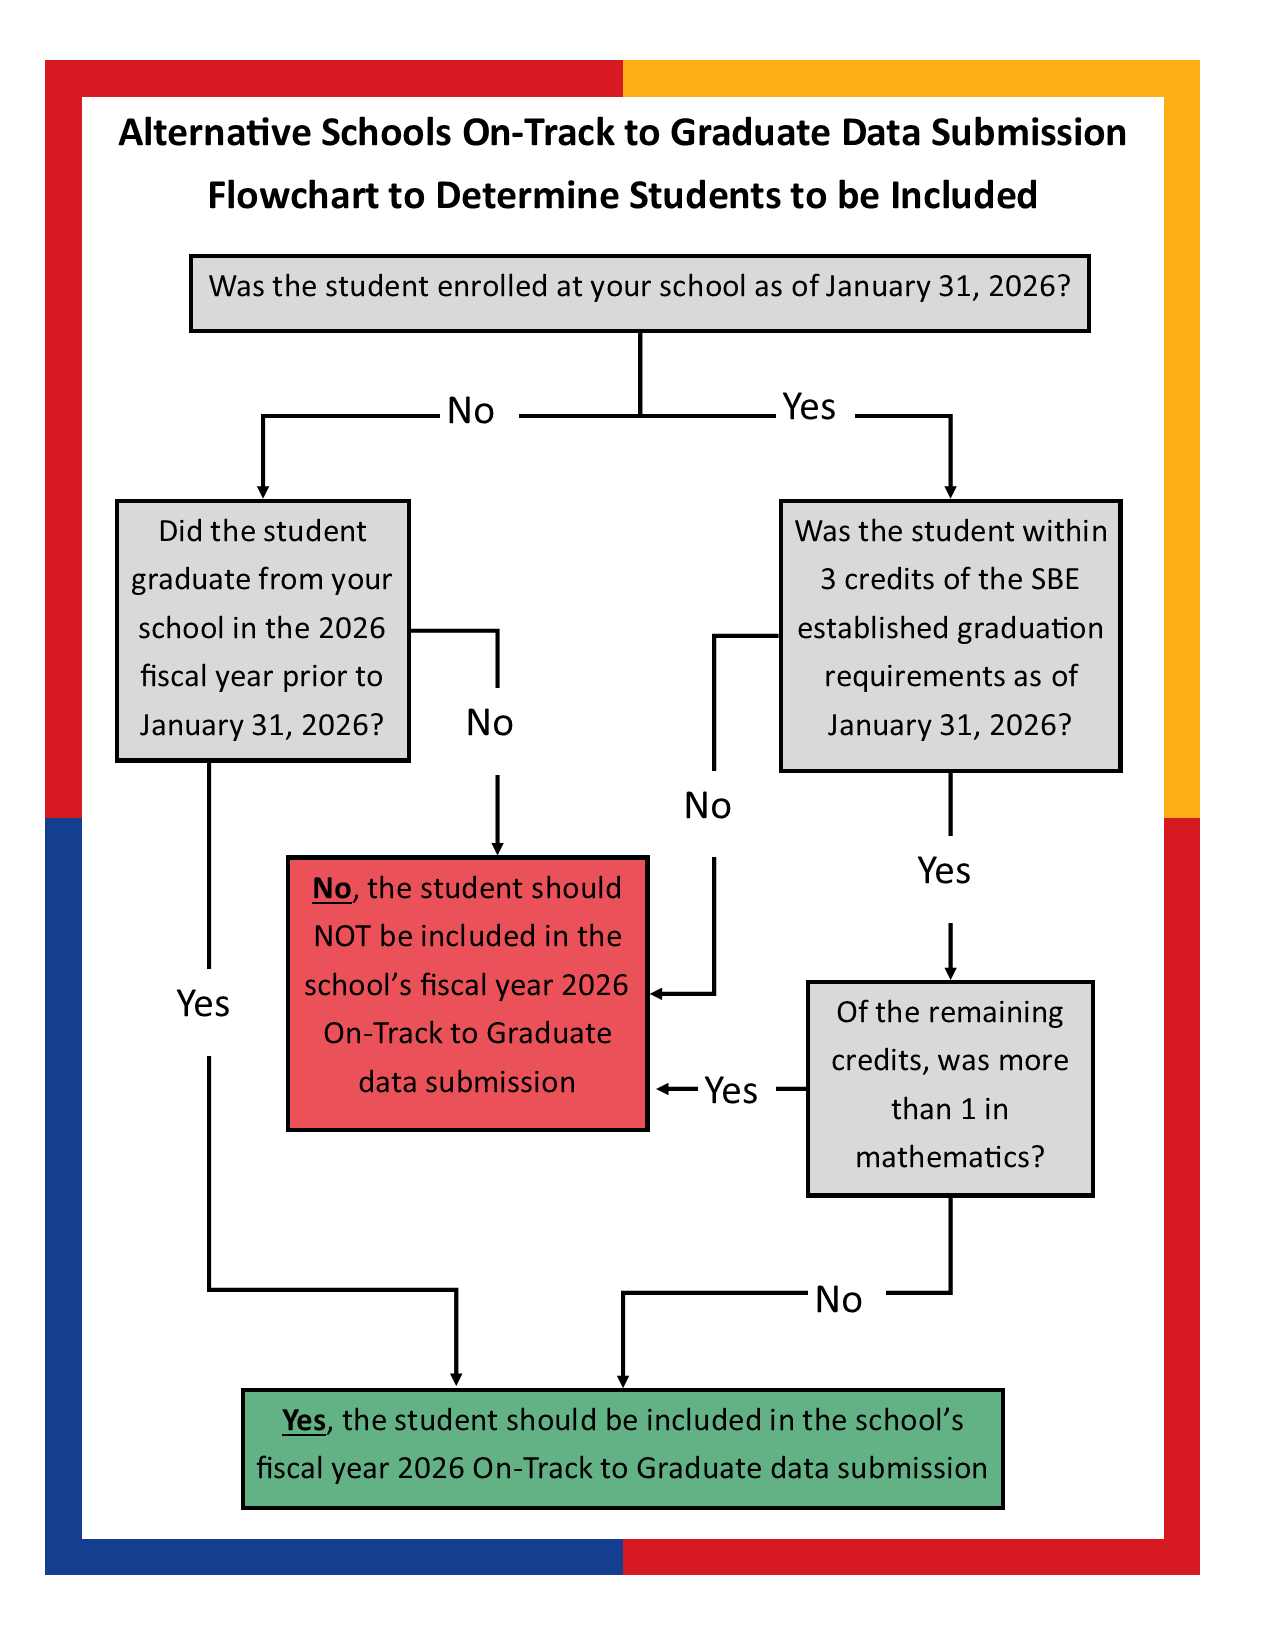 Alternative Schools On-Track to Graduate Data Submission
Flowchart to Determine Students to be Included
Was the student enrolled at your school as of January 31, 2026?
No
Yes
Did the student
graduate from your
school in the 2026
fiscal year prior to
January 31, 2026?
Was the student within
3 credits of the SBE
established graduation
requirements as of
January 31, 2026?
No
No
Yes
No, the student should
NOT be included in the
school’s fiscal year 2026
On-Track to Graduate
data submission
Yes
Of the remaining
credits, was more
than 1 in
mathematics?
Yes
No
Yes, the student should be included in the school’s
fiscal year 2026 On-Track to Graduate data submission